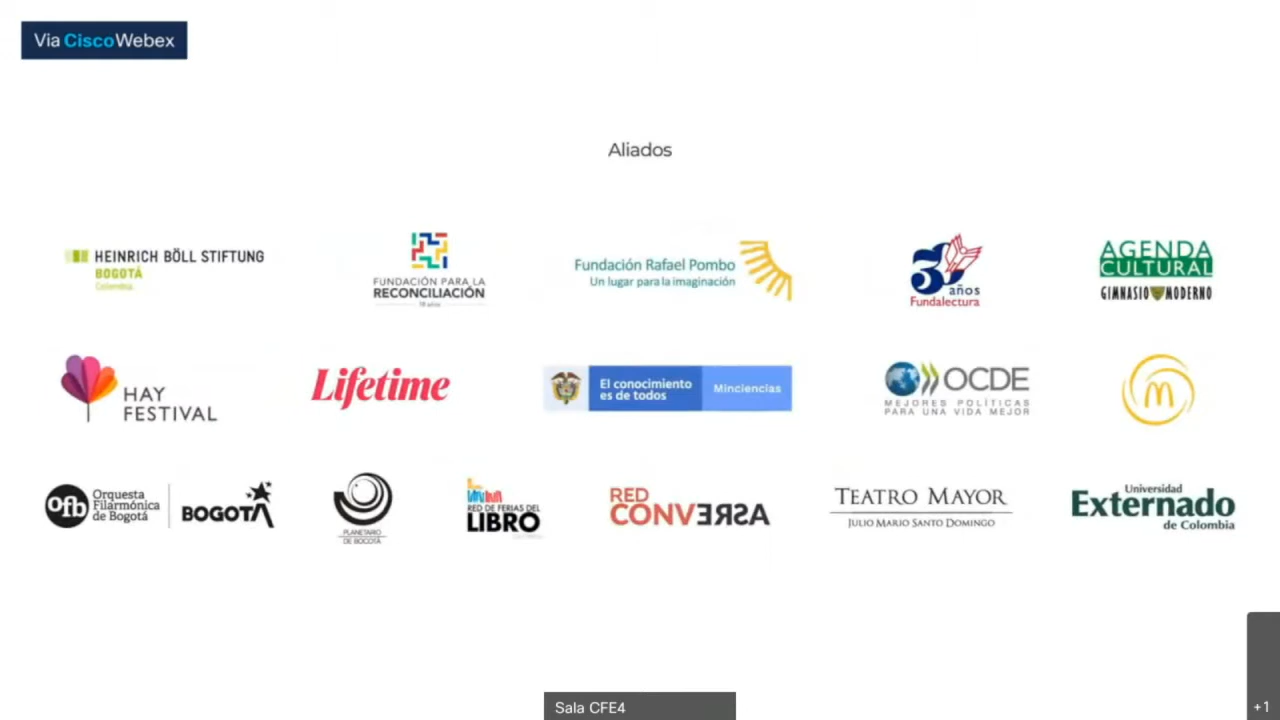 Via CiscoWebex
Aliados
HEINRICH BÖLL STIFTUNG
BOGOTÁ
Colombia
FUNDACIÓN PARA LA
RECONCILIACIÓN
Fundación Rafael Pombo
Un lugar para la imaginación
30 años
Fundalectura
AGENDA
CULTURAL
GIMNASIO MODERNO
HAY
FESTIVAL
Lifetime
El conocimiento
es de todos
Minciencias
OCDE
MEJORES POLÍTICAS
PARA UNA VIDA MEJOR
m
ofb
Orquesta
Filarmónica
de Bogotá
BOGOTÁ
PLANETARIO
DE BOGOTÁ
RED DE FERIAS DEL
LIBRO
RED
CONVERSA
TEATRO MAYOR
JULIO MARIO SANTO DOMINGO
Universidad
Externado
de Colombia
Sala CFE4
+1